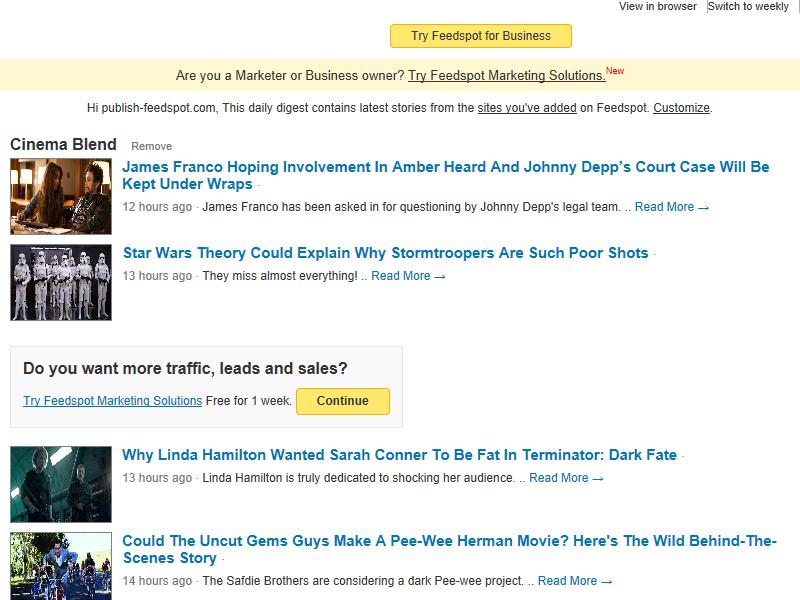 View in browser Switch to weekly
Try Feedspot for Business
Are you a Marketer or Business owner? Try Feedspot Marketing Solutions. New
Hi publish-feedspot.com, This daily digest contains latest stories from the sites you've added on Feedspot. Customize.
Cinema Blend Remove
James Franco Hoping Involvement In Amber Heard And Johnny Depp’s Court Case Will Be
Kept Under Wraps ·
12 hours ago · James Franco has been asked in for questioning by Johnny Depp's legal team. .. Read More →
Star Wars Theory Could Explain Why Stormtroopers Are Such Poor Shots ·
13 hours ago · They miss almost everything! .. Read More →
Do you want more traffic, leads and sales?
Try Feedspot Marketing Solutions Free for 1 week. Continue
Why Linda Hamilton Wanted Sarah Conner To Be Fat In Terminator: Dark Fate ·
13 hours ago · Linda Hamilton is truly dedicated to shocking her audience. .. Read More →
Could The Uncut Gems Guys Make A Pee-Wee Herman Movie? Here's The Wild Behind-The-
Scenes Story ·
14 hours ago · The Safdie Brothers are considering a dark Pee-wee project. .. Read More →